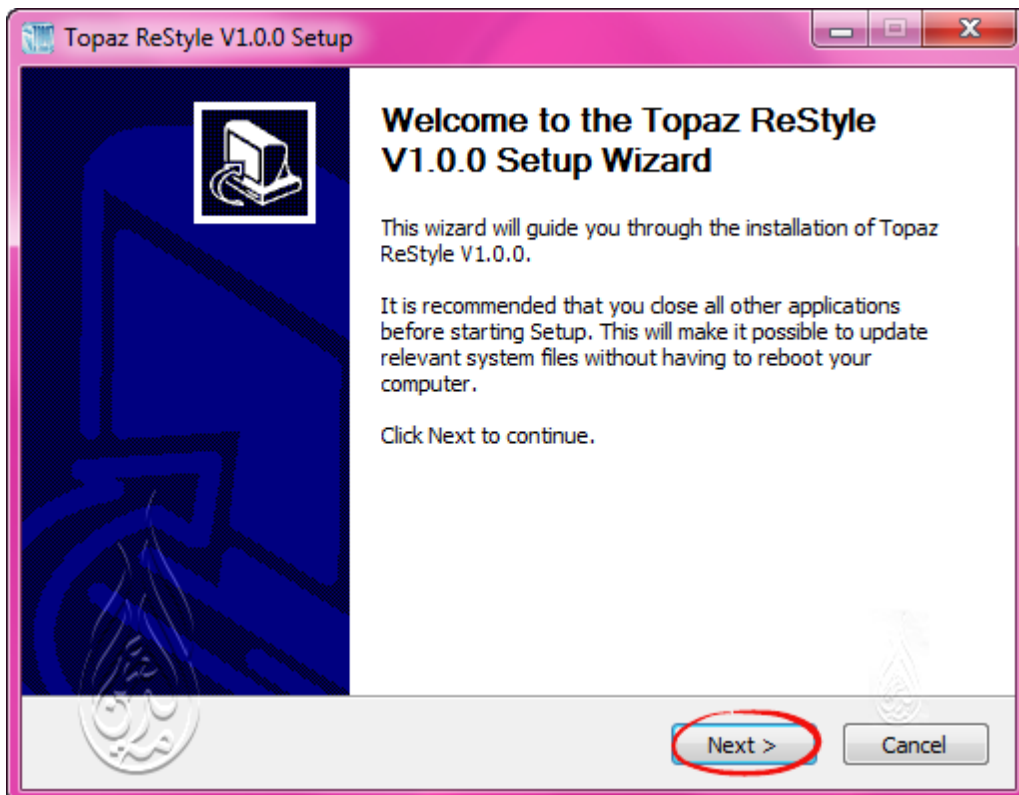 Topaz ReStyle V1.0.0 Setup
Welcome to the Topaz ReStyle
V1.0.0 Setup Wizard
This wizard will guide you through the installation of Topaz
ReStyle V1.0.0.
It is recommended that you close all other applications
before starting Setup. This will make it possible to update
relevant system files without having to reboot your
computer.
Click Next to continue.
Next >
Cancel